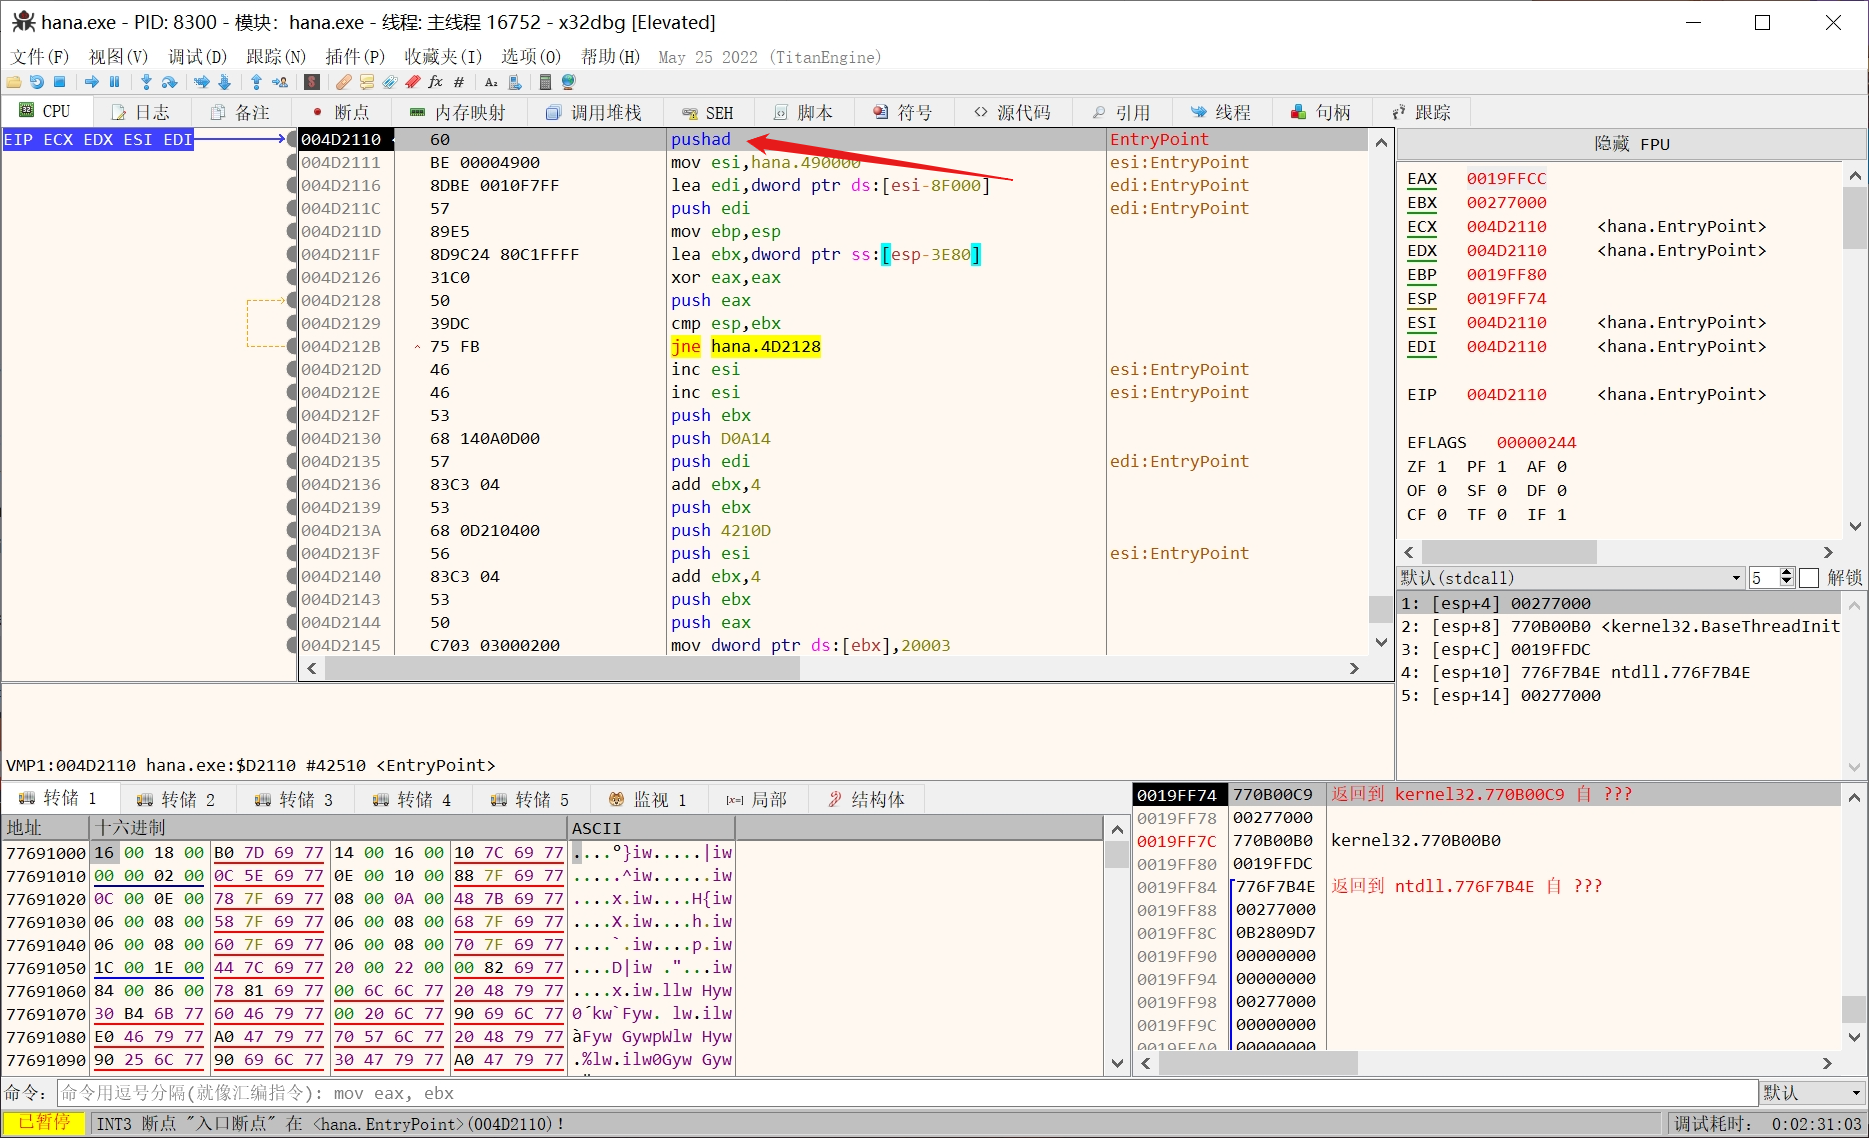 hana.exe - PID: 8300 - 模块: hana.exe - 线程: 主线程 16752 - x32dbg [Elevated]
文件(F) 视图(V) 调试(D) 跟踪(N) 插件(P) 收藏夹(I) 选项(O) 帮助(H) May 25 2022 (TitanEngine)
CPU 日志 备注 断点 内存映射 调用堆栈 SEH 脚本 符号 源代码 引用 线程 句柄 跟踪
EIP ECX EDX ESI EDI
004D2110 60 pushad EntryPoint
004D2111 BE 00004900 mov esi,hana.490000 esi:EntryPoint
004D2116 8DBE 0010F7FF lea edi,dword ptr ds:[esi-8F000] edi:EntryPoint
004D211C 57 push edi edi:EntryPoint
004D211D 89E5 mov ebp,esp
004D211F 8D9C24 80C1FFFF lea ebx,dword ptr ss:[esp-3E80]
004D2126 31C0 xor eax,eax
004D2128 50 push eax
004D2129 39DC cmp esp,ebx
004D212B 75 FB jne hana.4D2128
004D212D 46 inc esi esi:EntryPoint
004D212E 46 inc esi esi:EntryPoint
004D212F 53 push ebx
004D2130 68 140A0D00 push D0A14
004D2135 57 push edi edi:EntryPoint
004D2136 83C3 04 add ebx,4
004D2139 53 push ebx
004D213A 68 0D210400 push 4210D
004D213F 56 push esi esi:EntryPoint
004D2140 83C3 04 add ebx,4
004D2143 53 push ebx
004D2144 50 push eax
004D2145 C703 03000200 mov dword ptr ds:[ebx],20003
隐藏 FPU
EAX 0019FFCC
EBX 00277000
ECX 004D2110 <hana.EntryPoint>
EDX 004D2110 <hana.EntryPoint>
EBP 0019FF80
ESP 0019FF74
ESI 004D2110 <hana.EntryPoint>
EDI 004D2110 <hana.EntryPoint>
EIP 004D2110 <hana.EntryPoint>
EFLAGS 00000244
ZF 1 PF 1 AF 0
OF 0 SF 0 DF 0
CF 0 TF 0 IF 1
默认(stdcall) 5 解锁
1: [esp+4] 00277000
2: [esp+8] 770B00B0 <kernel32.BaseThreadInit
3: [esp+C] 0019FFDC
4: [esp+10] 776F7B4E ntdll.776F7B4E
5: [esp+14] 00277000
VMP1:004D2110 hana.exe:$D2110 #42510 <EntryPoint>
转储 1 转储 2 转储 3 转储 4 转储 5 监视 1 [x=] 局部 结构体
地址 十六进制 ASCII
77691000 16 00 18 00 B0 7D 69 77 14 00 16 00 10 7C 69 77 ....°}iw.....|iw
77691010 00 00 02 00 0C 5E 69 77 0E 00 10 00 88 7F 69 77 .....^iw......iw
77691020 0C 00 0E 00 78 7F 69 77 08 00 0A 00 48 7B 69 77 ....x.iw....H{iw
77691030 06 00 08 00 58 7F 69 77 06 00 08 00 68 7F 69 77 ....X.iw....h.iw
77691040 06 00 08 00 60 7F 69 77 06 00 08 00 70 7F 69 77 ....`.iw....p.iw
77691050 1C 00 1E 00 44 7C 69 77 20 00 22 00 00 82 69 77 ....D|iw ."...iw
77691060 84 00 86 00 78 81 69 77 00 6C 6C 77 20 48 79 77 ....x.iw.llw Hyw
77691070 30 B4 6B 77 60 46 79 77 00 20 6C 77 90 69 6C 77 0´kw`Fyw. lw.ilw
77691080 E0 46 79 77 A0 47 79 77 70 57 6C 77 20 48 79 77 àFyw GywpWlw Hyw
77691090 90 25 6C 77 90 69 6C 77 30 47 79 77 A0 47 79 77 .%lw.ilw0Gyw Gyw
0019FF74 770B00C9 返回到 kernel32.770B00C9 自 ???
0019FF78 00277000
0019FF7C 770B00B0 kernel32.770B00B0
0019FF80 0019FFDC
0019FF84 776F7B4E 返回到 ntdll.776F7B4E 自 ???
0019FF88 00277000
0019FF8C 0B2809D7
0019FF90 00000000
0019FF94 00000000
0019FF98 00277000
0019FF9C 00000000
0019FFA0 00000000
命令: 命令用逗号分隔(就像汇编指令): mov eax, ebx 默认
已暂停 INT3 断点 "入口断点" 在 <hana.EntryPoint>(004D2110)! 调试耗时: 0:02:31:03